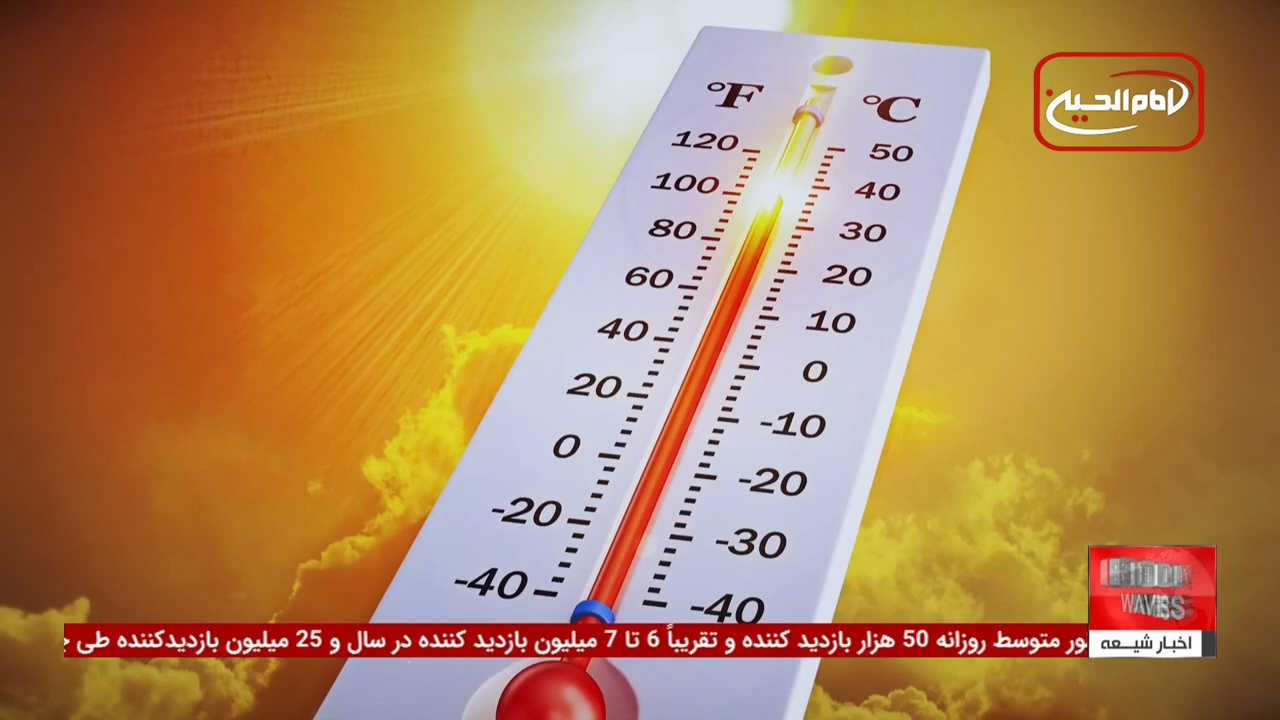 °F °C
120 50
100 40
80 30
60 20
40 10
20 0
0 -10
-20 -20
-40 -30
-40
امام‌الحسین
متوسط روزانه 50 هزار بازدید کننده و تقریباً 6 تا 7 میلیون بازدید کننده در سال و 25 میلیون بازدیدکننده طی
اخبار شیعه